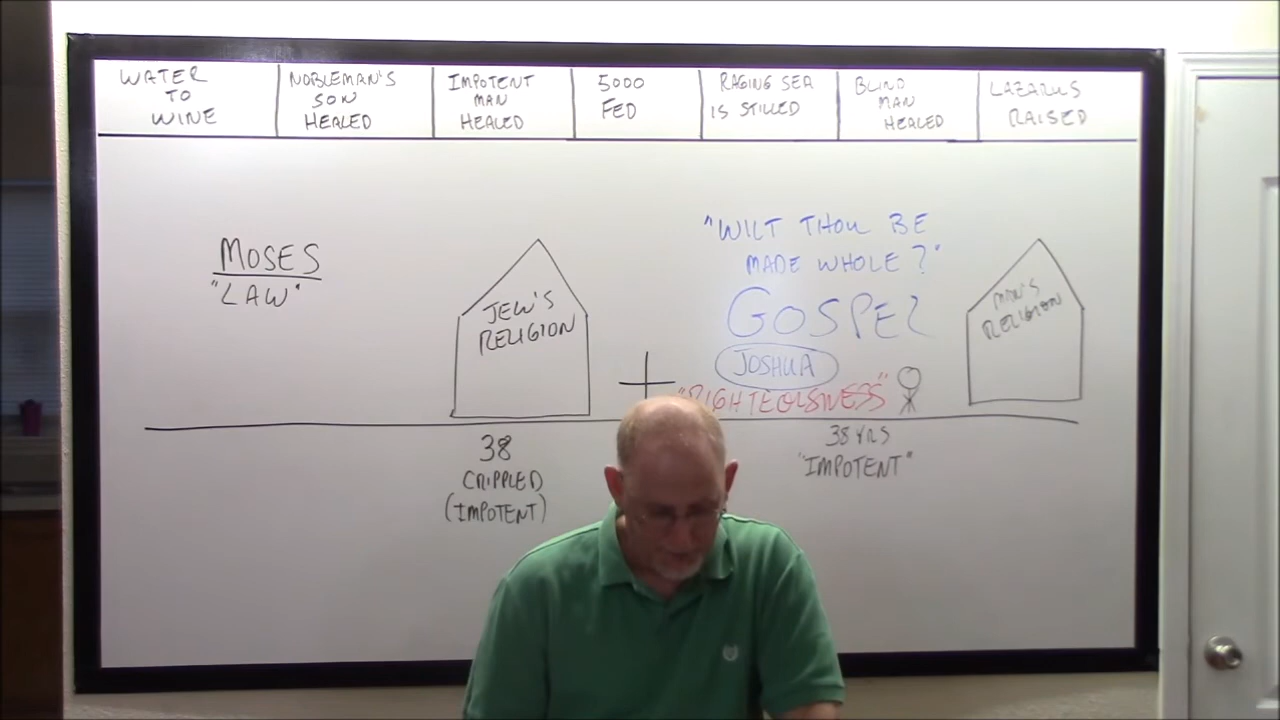 WATER
TO
WINE
NOBLEMAN'S
SON
HEALED
IMPOTENT
MAN
HEALED
5000
FED
RAGING SEA
IS STILLED
BLIND
MAN
HEALED
LAZARUS
RAISED
MOSES
"LAW"
JEW'S
RELIGION
"WILT THOU BE
MADE WHOLE?"
GOSPEL
JOSHUA
"RIGHTEOUSNESS"
MAN'S
RELIGION
38
CRIPPLED
(IMPOTENT)
38 YRS
"IMPOTENT"